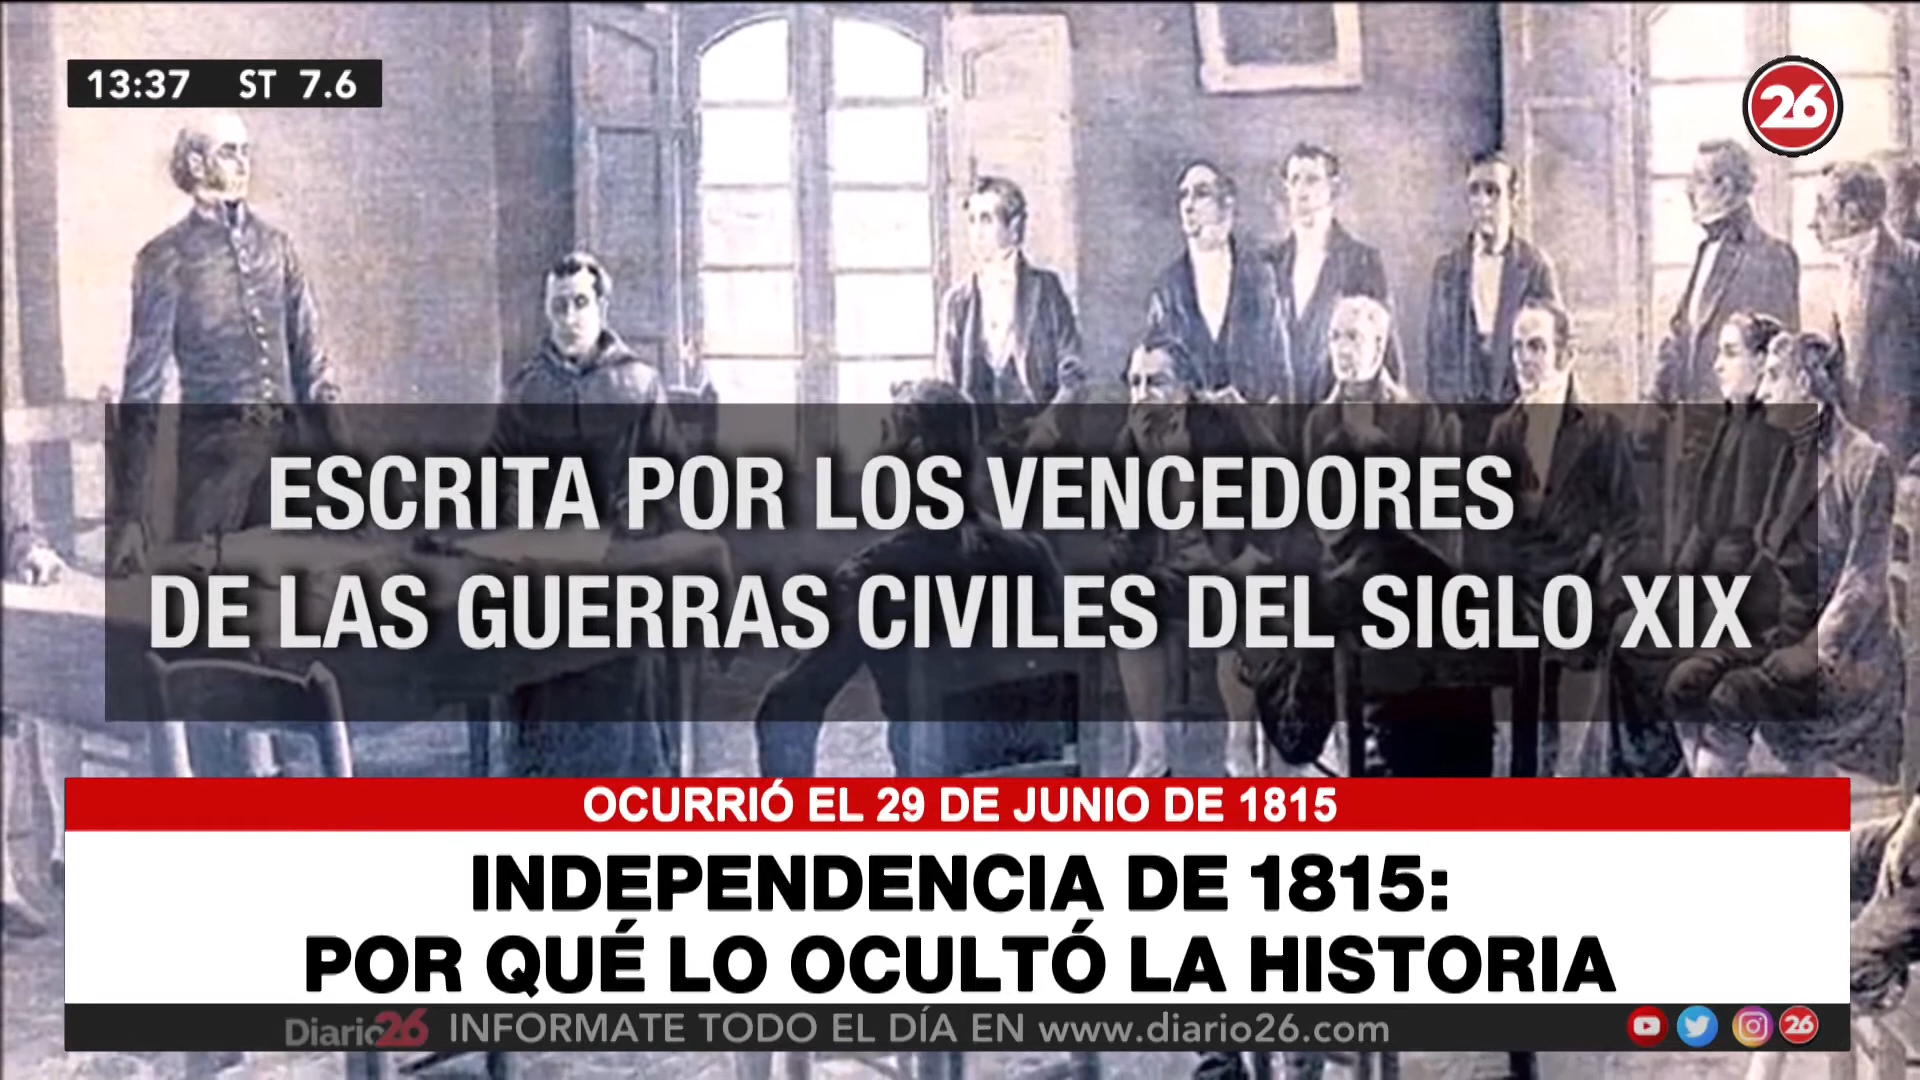 13:37 ST 7.6
26
ESCRITA POR LOS VENCEDORES
DE LAS GUERRAS CIVILES DEL SIGLO XIX
OCURRIÓ EL 29 DE JUNIO DE 1815
INDEPENDENCIA DE 1815:
POR QUÉ LO OCULTÓ LA HISTORIA
Diario26 INFORMATE TODO EL DÍA EN www.diario26.com
26